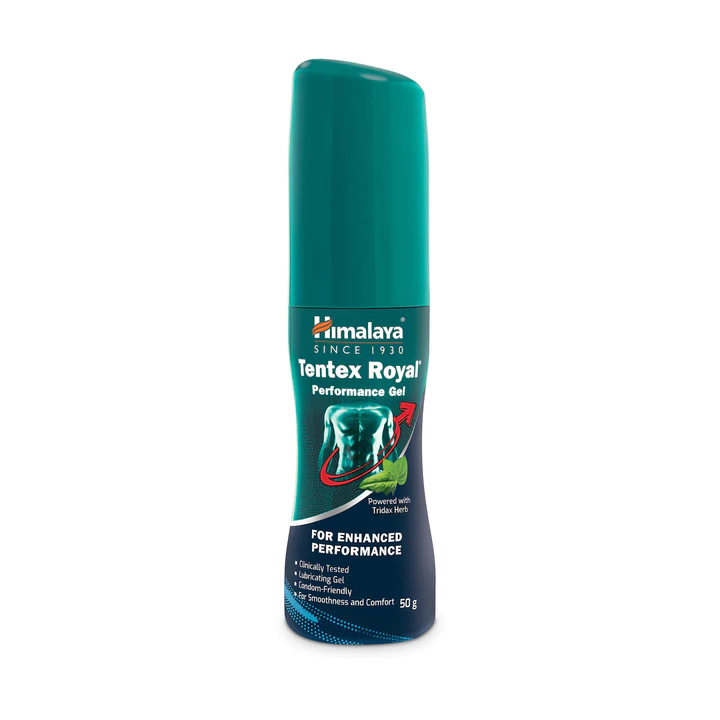 Himalaya®
SINCE 1930
Tentex Royal®
Performance Gel
Powered with
Tridax Herb
FOR ENHANCED
PERFORMANCE
• Clinically Tested
• Lubricating Gel
• Condom-Friendly
• For Smoothness and Comfort 50 g